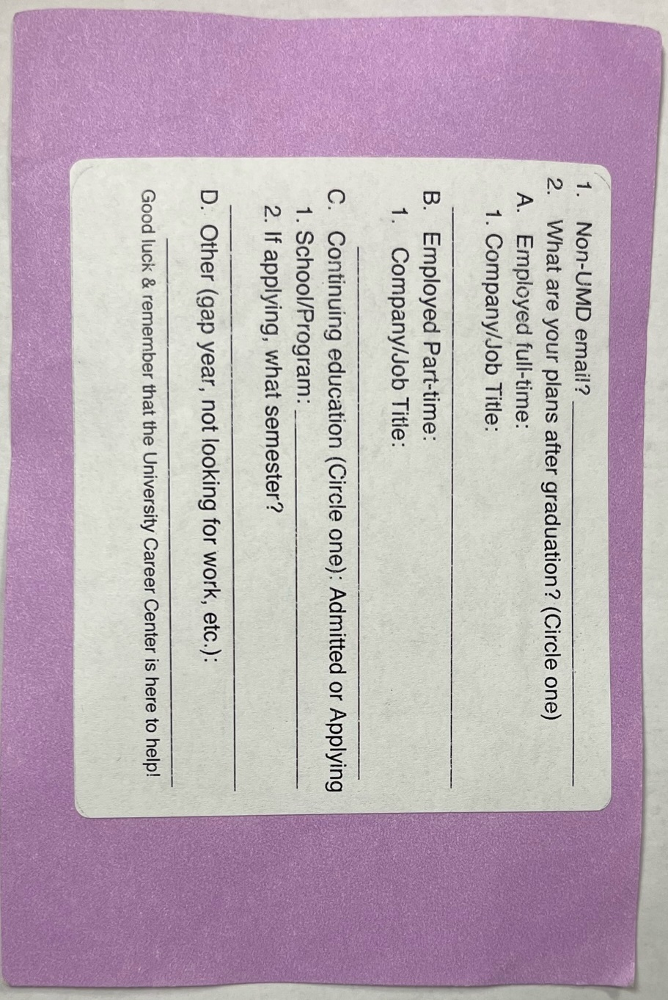 1. Non-UMD email?
2. What are your plans after graduation? (Circle one)
A. Employed full-time:
1. Company/Job Title:
B. Employed Part-time:
1. Company/Job Title:
C. Continuing education (Circle one): Admitted or Applying
1. School/Program:
2. If applying, what semester?
D. Other (gap year, not looking for work, etc.):
Good luck & remember that the University Career Center is here to help!